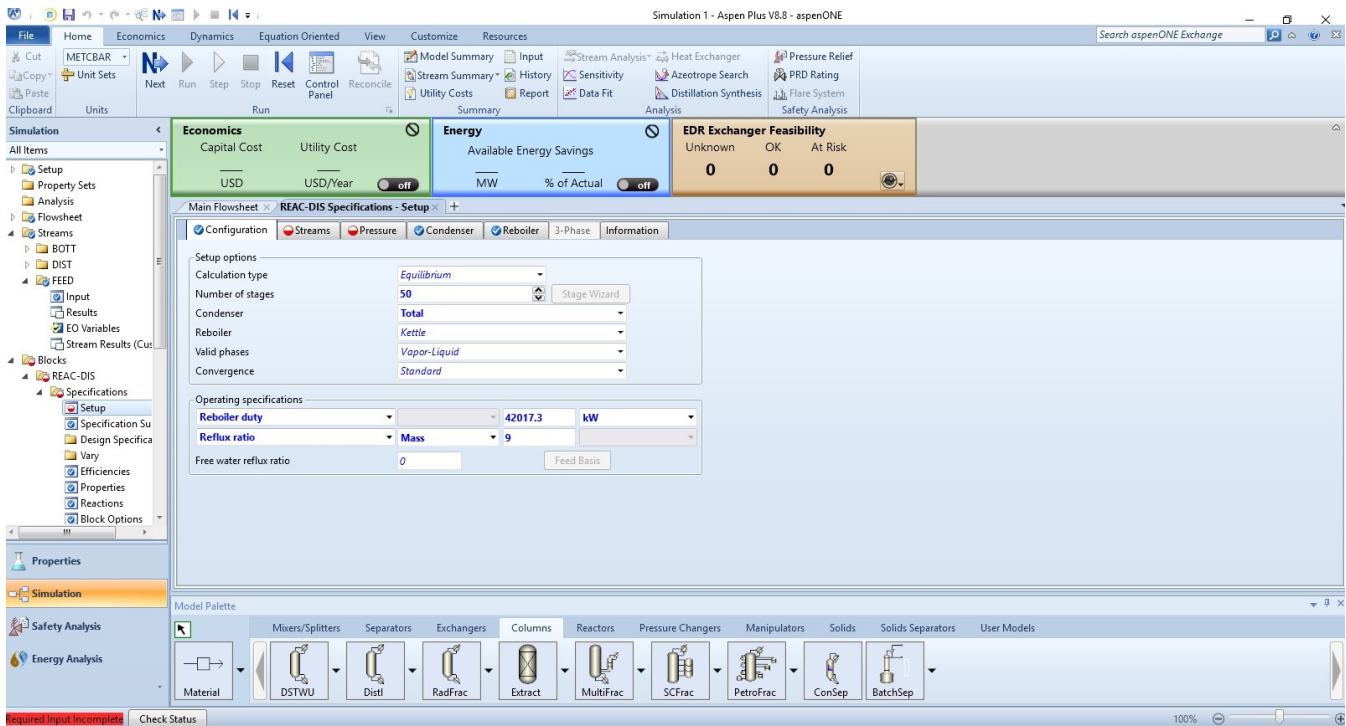 Simulation 1 - Aspen Plus V8.8 - aspenONE
File Home Economics Dynamics Equation Oriented View Customize Resources Search aspenONE Exchange
Cut METCBAR Model Summary Input Stream Analysis Heat Exchanger Pressure Relief
Copy Unit Sets Next Run Step Stop Reset Control Panel Reconcile Stream Summary History Sensitivity Azeotrope Search PRD Rating
Paste Utility Costs Report Data Fit Distillation Synthesis Flare System
Clipboard Units Run Summary Analysis Safety Analysis
Simulation
All Items
Setup
Property Sets
Analysis
Flowsheet
Streams
BOTT
DIST
FEED
Input
Results
EO Variables
Stream Results (Cus
Blocks
REAC-DIS
Specifications
Setup
Specification Su
Design Specifica
Vary
Efficiencies
Properties
Reactions
Block Options
Properties
Simulation
Safety Analysis
Energy Analysis
Economics
Capital Cost Utility Cost
USD USD/Year off
Energy
Available Energy Savings
MW % of Actual off
EDR Exchanger Feasibility
Unknown OK At Risk
0 0 0
Main Flowsheet REAC-DIS Specifications - Setup +
Configuration Streams Pressure Condenser Reboiler 3-Phase Information
Setup options
Calculation type Equilibrium
Number of stages 50 Stage Wizard
Condenser Total
Reboiler Kettle
Valid phases Vapor-Liquid
Convergence Standard
Operating specifications
Reboiler duty 42017.3 kW
Reflux ratio Mass 9
Free water reflux ratio 0 Feed Basis
Model Palette
Mixers/Splitters Separators Exchangers Columns Reactors Pressure Changers Manipulators Solids Solids Separators User Models
Material DSTWU Distl RadFrac Extract MultiFrac SCFrac PetroFrac ConSep BatchSep
Required Input Incomplete Check Status 100%